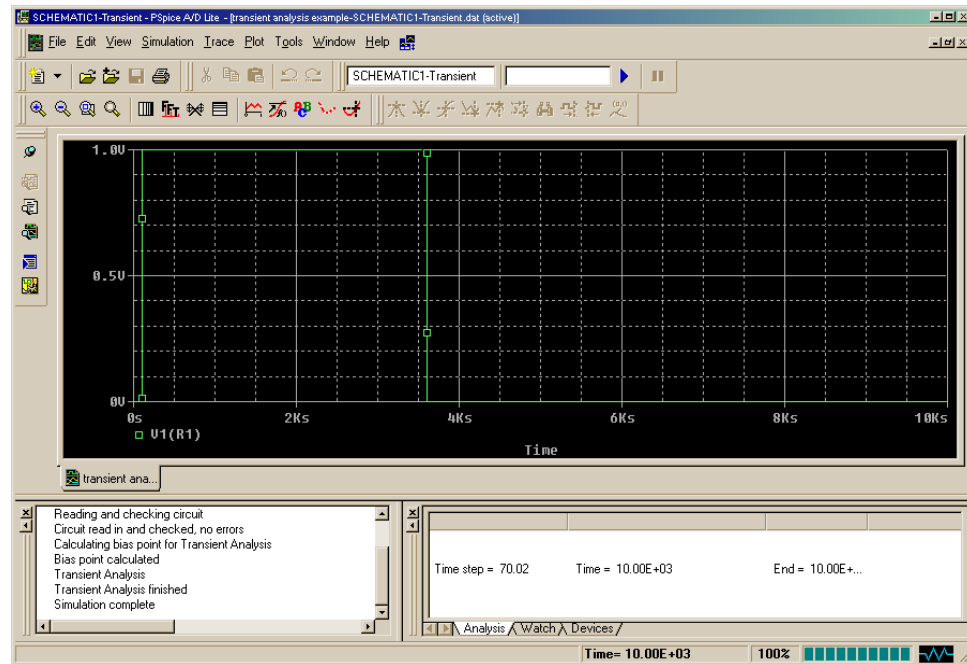 SCHEMATIC1-Transient - PSpice A/D Lite - [transient analysis example-SCHEMATIC1-Transient.dat (active)]
File Edit View Simulation Trace Plot Tools Window Help
SCHEMATIC1-Transient
FFT
1.0V
0.5V
0V
0s 2Ks 4Ks 6Ks 8Ks 10Ks
V1(R1)
Time
transient ana...
Reading and checking circuit
Circuit read in and checked, no errors
Calculating bias point for Transient Analysis
Bias point calculated
Transient Analysis
Transient Analysis finished
Simulation complete
Time step = 70.02 Time = 10.00E+03 End = 10.00E+...
Analysis Watch Devices
Time= 10.00E+03 100%